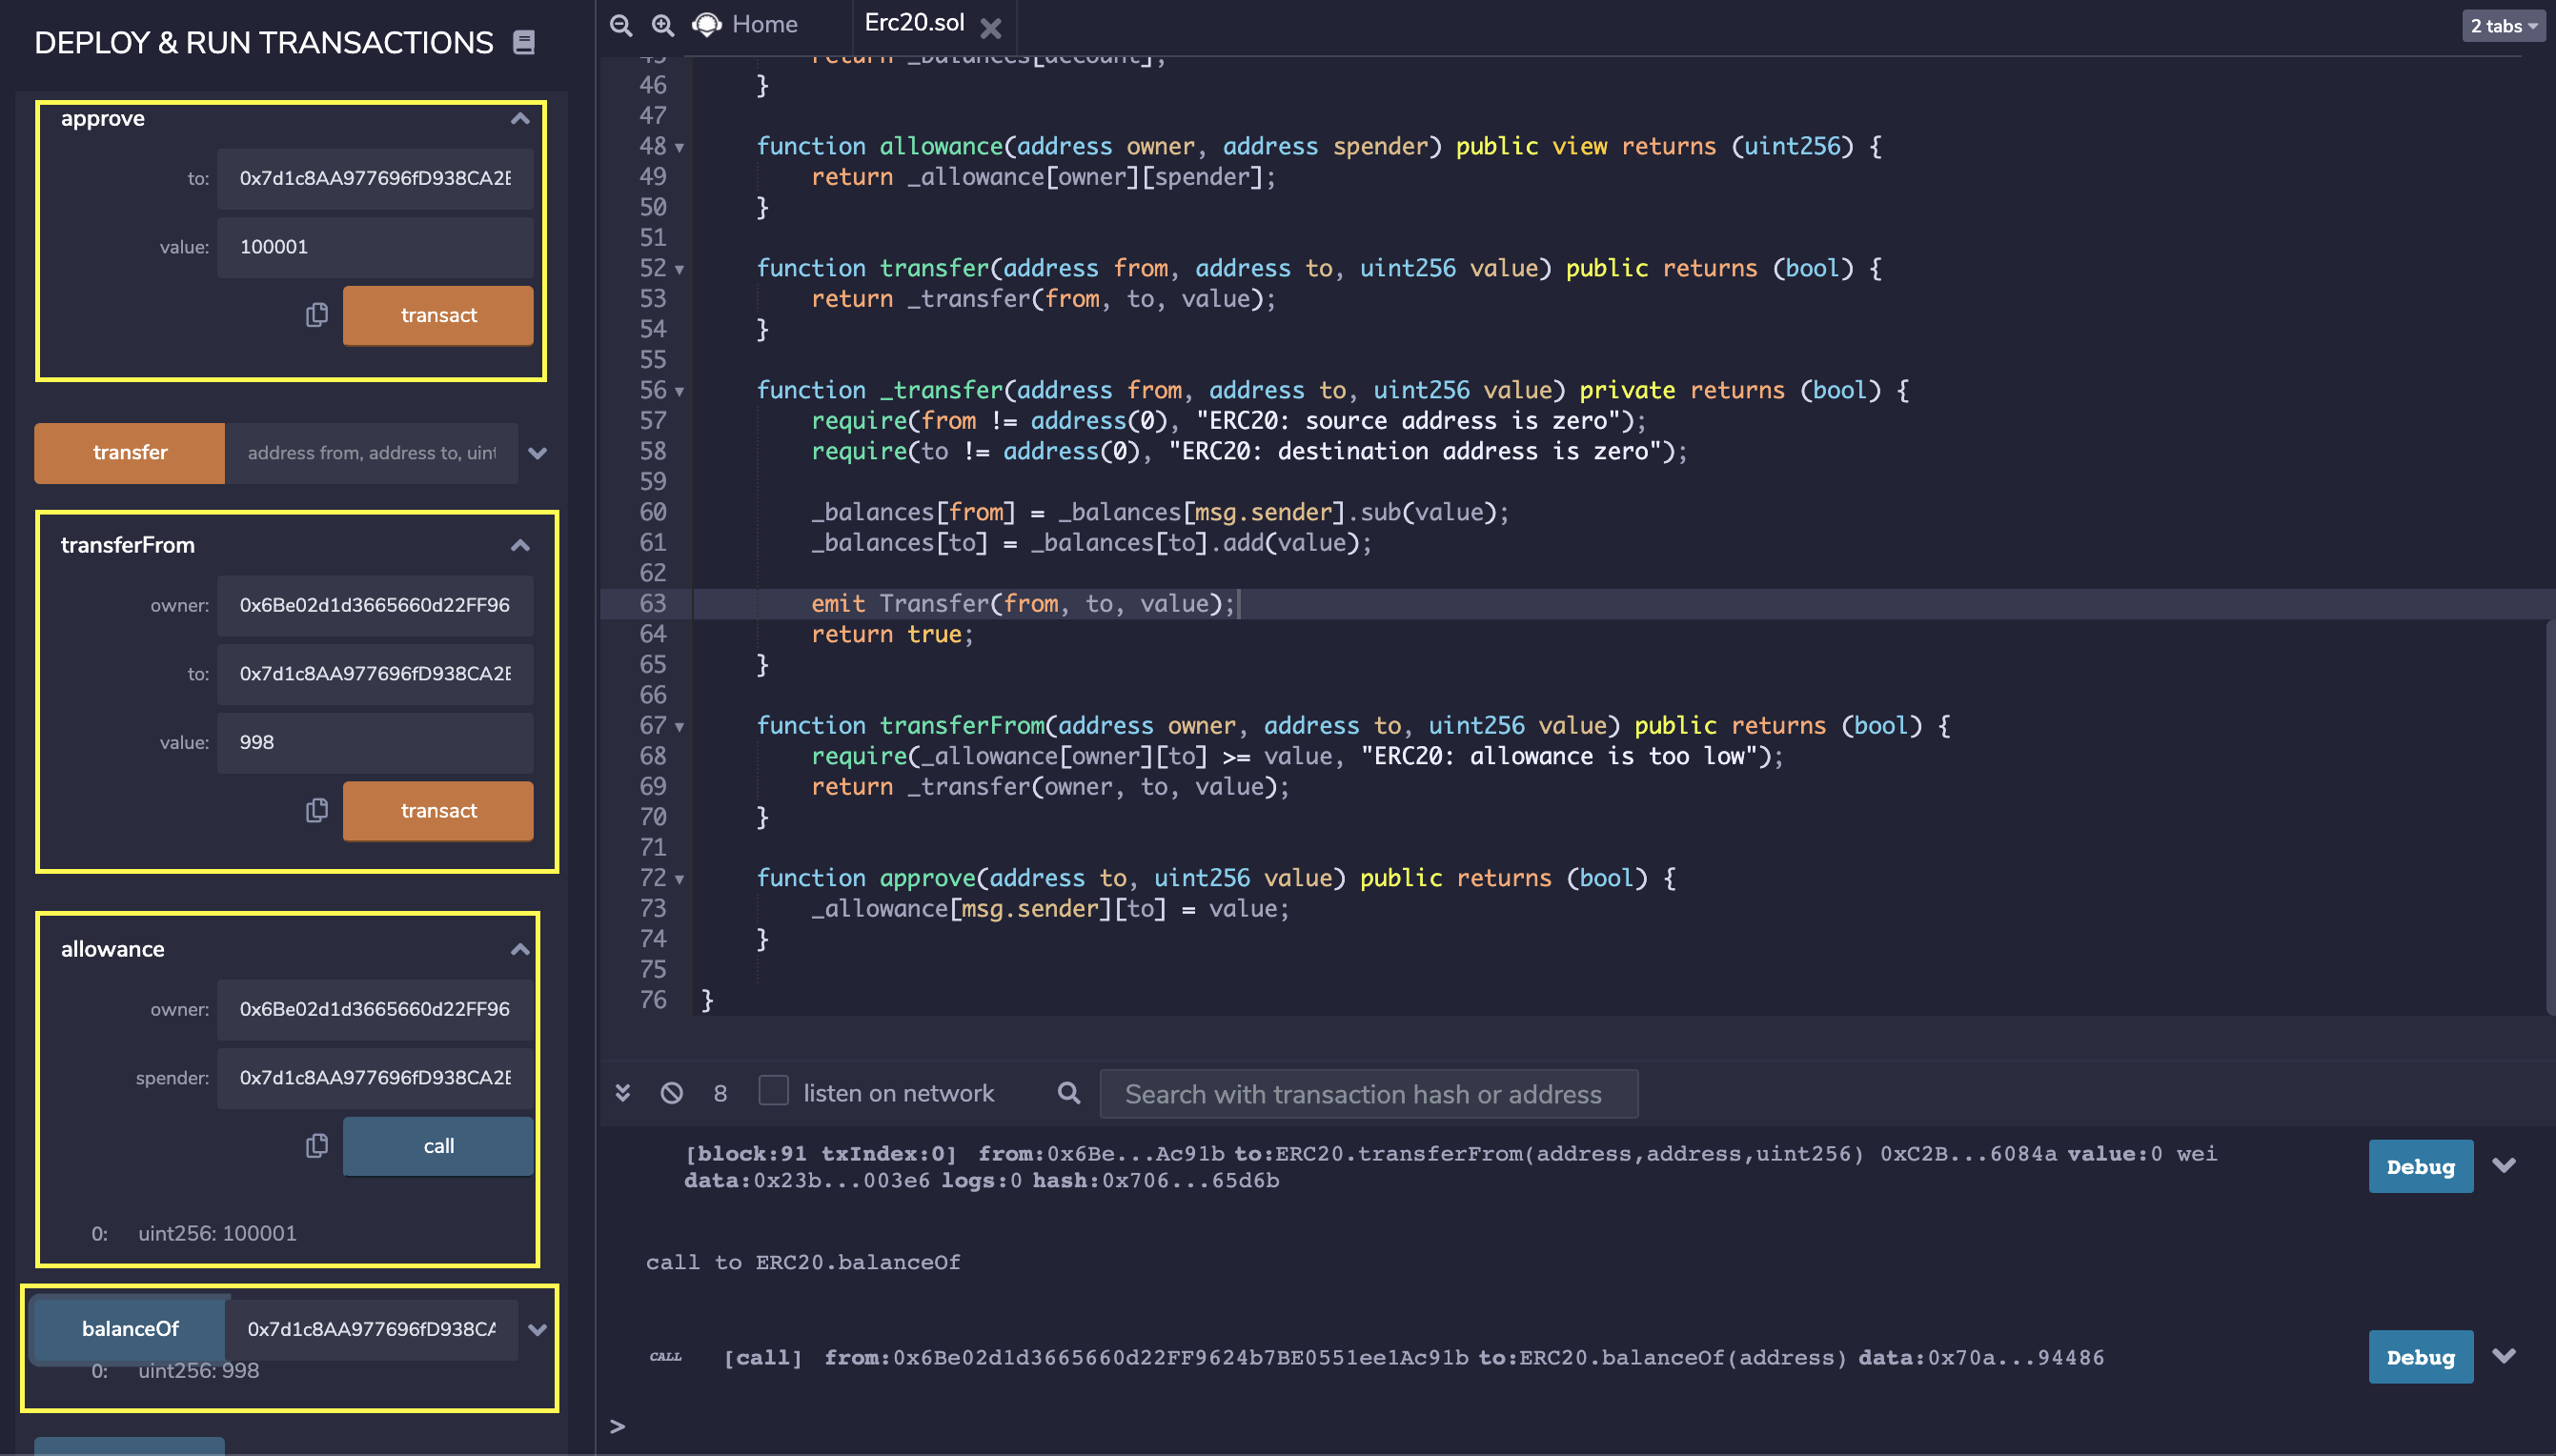 DEPLOY & RUN TRANSACTIONS
approve
to: 0x7d1c8AA977696fD938CA2E
value: 100001
transact
transfer address from, address to, uint
transferFrom
owner: 0x6Be02d1d3665660d22FF96
to: 0x7d1c8AA977696fD938CA2E
value: 998
transact
allowance
owner: 0x6Be02d1d3665660d22FF96
spender: 0x7d1c8AA977696fD938CA2E
call
0: uint256: 100001
balanceOf 0x7d1c8AA977696fD938CA
0: uint256: 998
Home Erc20.sol 2 tabs
45 return _balances[account];
46 }
47
48 function allowance(address owner, address spender) public view returns (uint256) {
49 return _allowance[owner][spender];
50 }
51
52 function transfer(address from, address to, uint256 value) public returns (bool) {
53 return _transfer(from, to, value);
54 }
55
56 function _transfer(address from, address to, uint256 value) private returns (bool) {
57 require(from != address(0), "ERC20: source address is zero");
58 require(to != address(0), "ERC20: destination address is zero");
59
60 _balances[from] = _balances[msg.sender].sub(value);
61 _balances[to] = _balances[to].add(value);
62
63 emit Transfer(from, to, value);
64 return true;
65 }
66
67 function transferFrom(address owner, address to, uint256 value) public returns (bool) {
68 require(_allowance[owner][to] >= value, "ERC20: allowance is too low");
69 return _transfer(owner, to, value);
70 }
71
72 function approve(address to, uint256 value) public returns (bool) {
73 _allowance[msg.sender][to] = value;
74 }
75
76 }
8 listen on network Search with transaction hash or address
[block:91 txIndex:0] from:0x6Be...Ac91b to:ERC20.transferFrom(address,address,uint256) 0xC2B...6084a value:0 wei
data:0x23b...003e6 logs:0 hash:0x706...65d6b
Debug
call to ERC20.balanceOf
CALL [call] from:0x6Be02d1d3665660d22FF9624b7BE0551ee1Ac91b to:ERC20.balanceOf(address) data:0x70a...94486
Debug
>